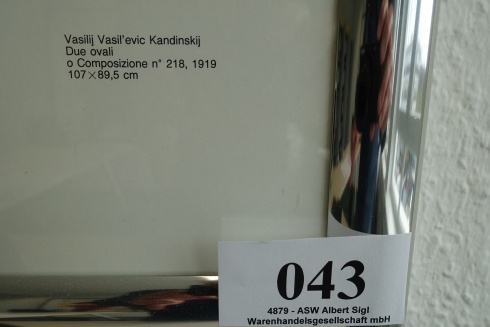 Vasilij Vasil'evic Kandinskij
Due ovali
o Composizione n° 218, 1919
107×89,5 cm
043
4879 - ASW Albert Sigl
Warenhandelsgesellschaft mbH